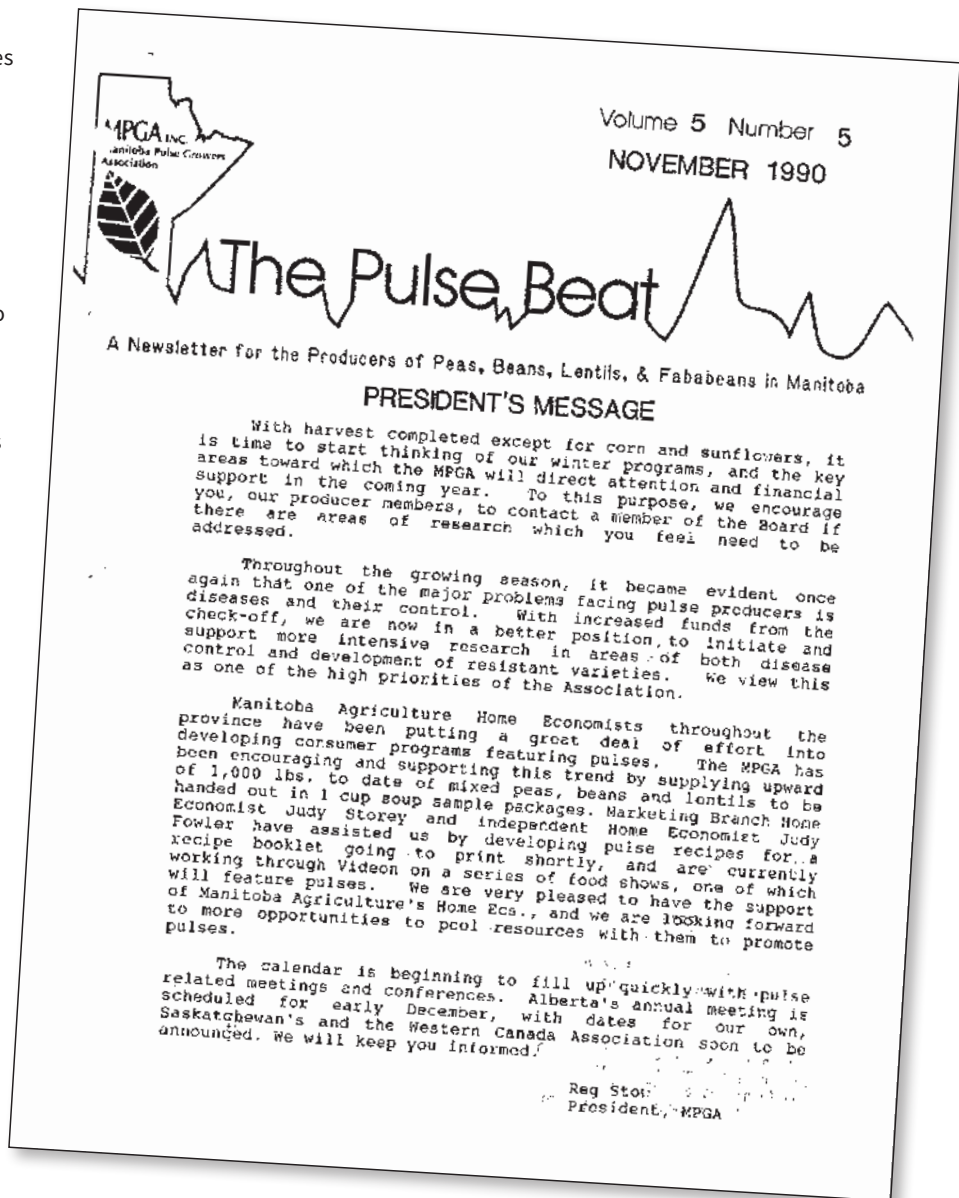 es
o
s
MPGA INC.
anitoba Pulse Growers
Association
Volume 5 Number 5
NOVEMBER 1990
The Pulse Beat
A Newsletter for the Producers of Peas, Beans, Lentils, & Fababeans in Manitoba
PRESIDENT'S MESSAGE
With harvest completed except for corn and sunflowers, it
is time to start thinking of our winter programs, and the key
areas toward which the MPGA will direct attention and financial
support in the coming year. To this purpose, we encourage
you, our producer members, to contact a member of the Board if
there are areas of research which you feel need to be
addressed.
Throughout the growing season, it became evident once
again that one of the major problems facing pulse producers is
diseases and their control. With increased funds from the
check-off, we are now in a better position to initiate and
support more intensive research in areas of both disease
control and development of resistant varieties. We view this
as one of the high priorities of the Association.
Manitoba Agriculture Home Economists throughout the
province have been putting a great deal of effort into
developing consumer programs featuring pulses. The MPGA has
been encouraging and supporting this trend by supplying upward
of 1,000 lbs. to date of mixed peas, beans and lentils to be
handed out in 1 cup soup sample packages. Marketing Branch Home
Economist Judy Storey and independent Home Economist Judy
Fowler have assisted us by developing pulse recipes for a
recipe booklet going to print shortly, and are currently
working through Videon on a series of food shows, one of which
will feature pulses. We are very pleased to have the support
of Manitoba Agriculture's Home Ecs., and we are looking forward
to more opportunities to pool resources with them to promote
pulses.
The calendar is beginning to fill up quickly with pulse
related meetings and conferences. Alberta's annual meeting is
scheduled for early December, with dates for our own,
Saskatchewan's and the Western Canada Association soon to be
announced. We will keep you informed.
Reg
President, MPGA